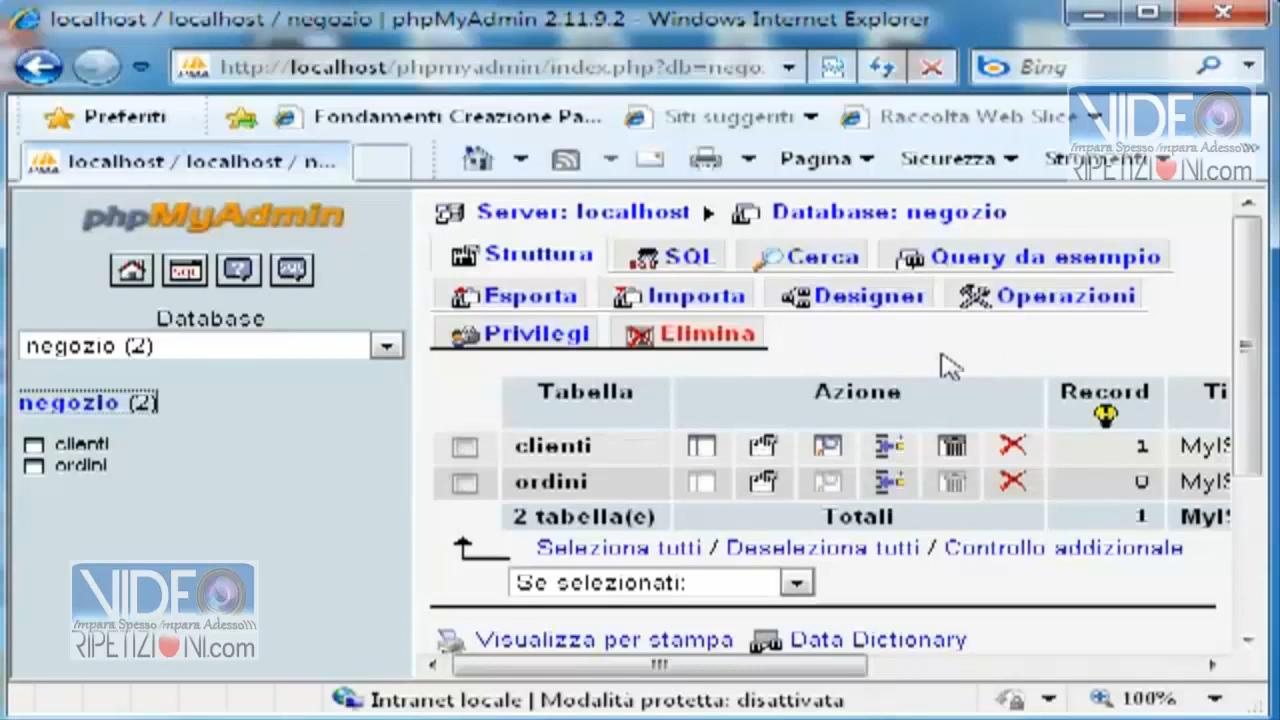 localhost / localhost / negozio | phpMyAdmin 2.11.9.2 - Windows Internet Explorer
http://localhost/phpmyadmin/index.php?db=nego
Bing
Preferiti
Fondamenti Creazione Pa...
Siti suggeriti
Raccolta Web Slice
localhost / localhost / n...
Pagina
Sicurezza
Strumenti
VIDEO
Impara Spesso Impara Adesso
RIPETIZIONI.com
phpMyAdmin
Database
negozio (2)
negozio (2)
clienti
ordini
Server: localhost
Database: negozio
Struttura
SQL
Cerca
Query da esempio
Esporta
Importa
Designer
Operazioni
Privilegi
Elimina
Tabella Azione Record Ti
clienti 1 MyIS
ordini 0 MyIS
2 tabella(e) Totali 1 MyIS
Seleziona tutti / Deseleziona tutti / Controllo addizionale
Se selezionati:
Visualizza per stampa
Data Dictionary
VIDEO
Impara Spesso Impara Adesso
RIPETIZIONI.com
Intranet locale | Modalità protetta: disattivata
100%